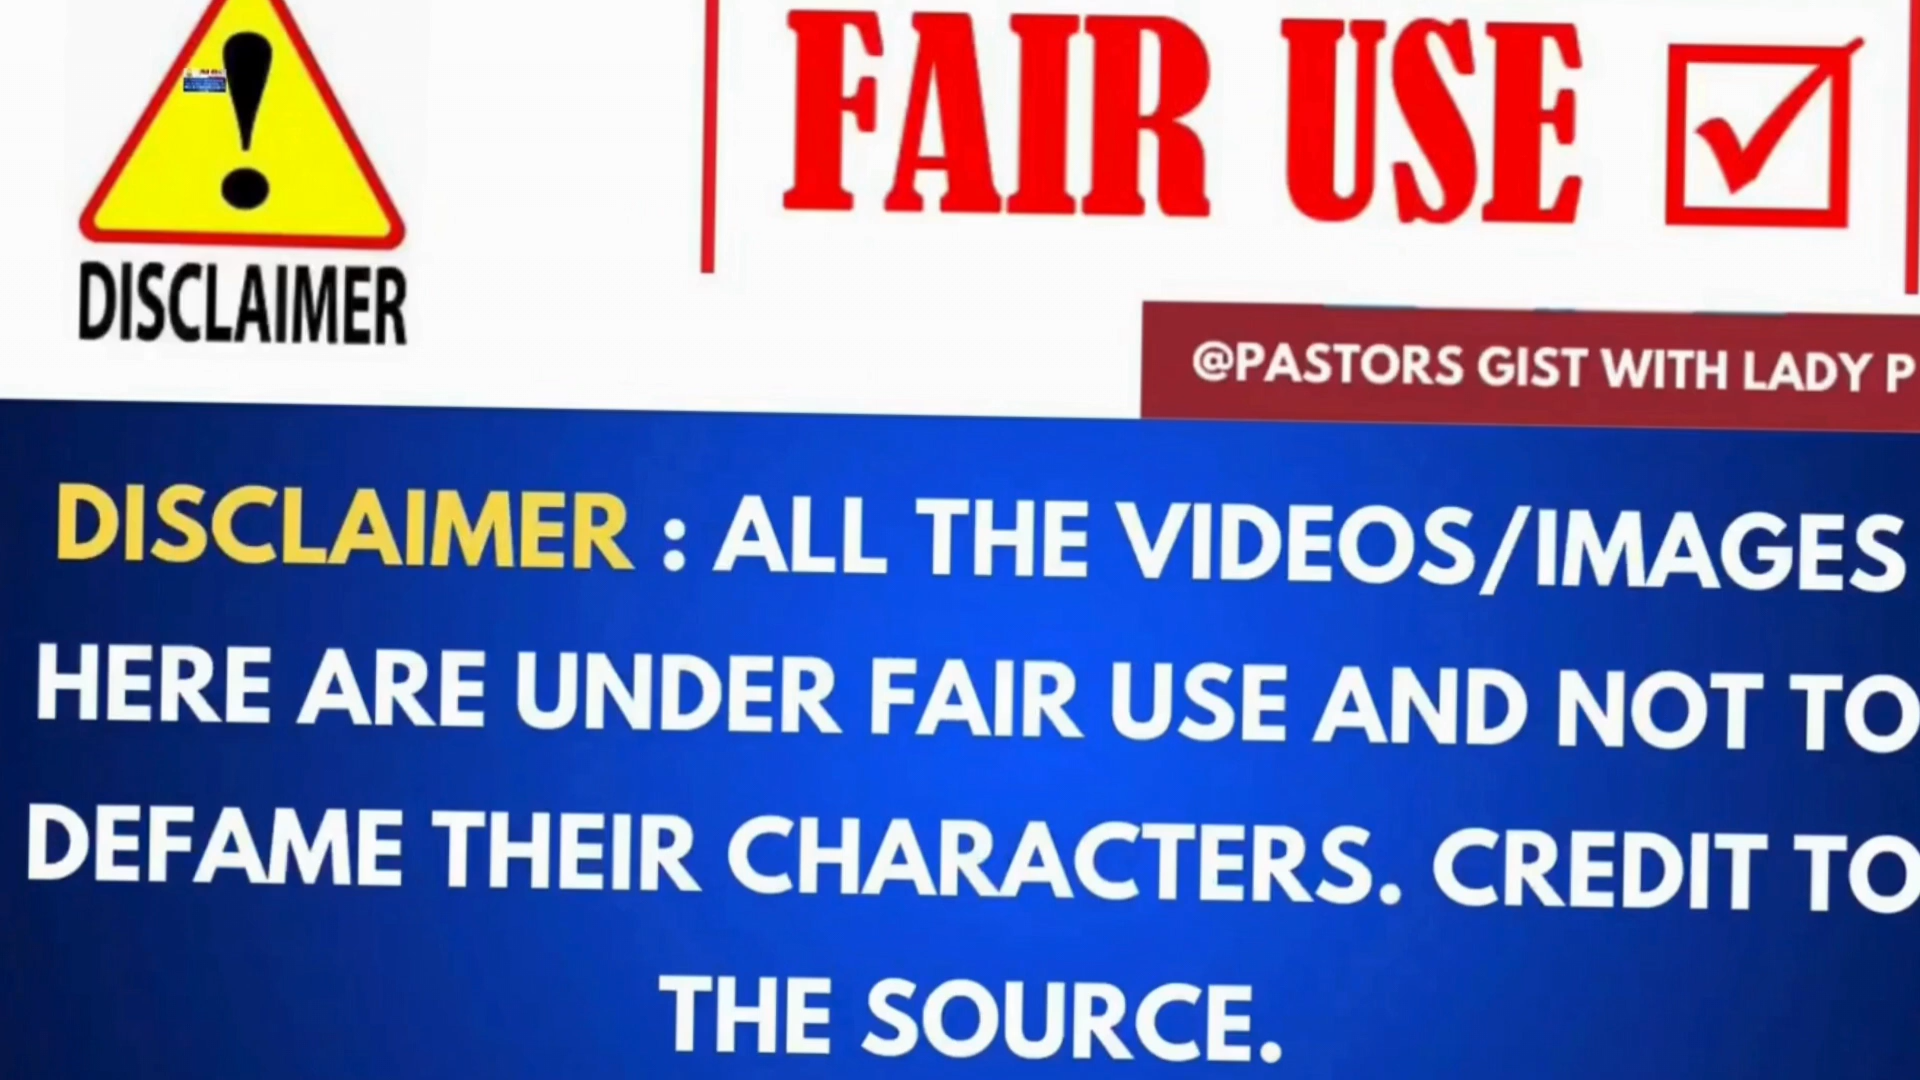 FAIR USE
DISCLAIMER
@PASTORS GIST WITH LADY P
DISCLAIMER : ALL THE VIDEOS/IMAGES
HERE ARE UNDER FAIR USE AND NOT TO
DEFAME THEIR CHARACTERS. CREDIT TO
THE SOURCE.